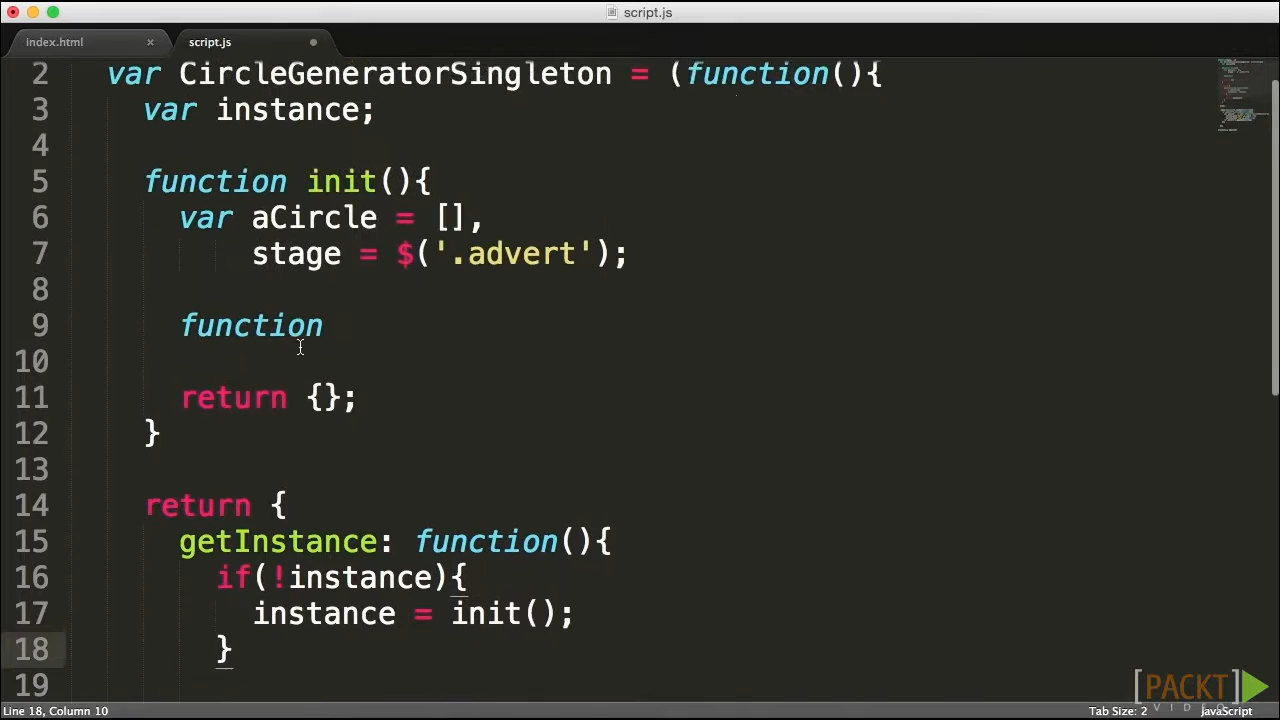 script.js
index.html × script.js
2 var CircleGeneratorSingleton = (function(){
3 var instance;
4
5 function init(){
6 var aCircle = [],
7 stage = $('.advert');
8
9 function
10
11 return {};
12 }
13
14 return {
15 getInstance: function(){
16 if(!instance){
17 instance = init();
18 }
19
[PACKT]
VIDEO
Line 18, Column 10 Tab Size: 2 JavaScript